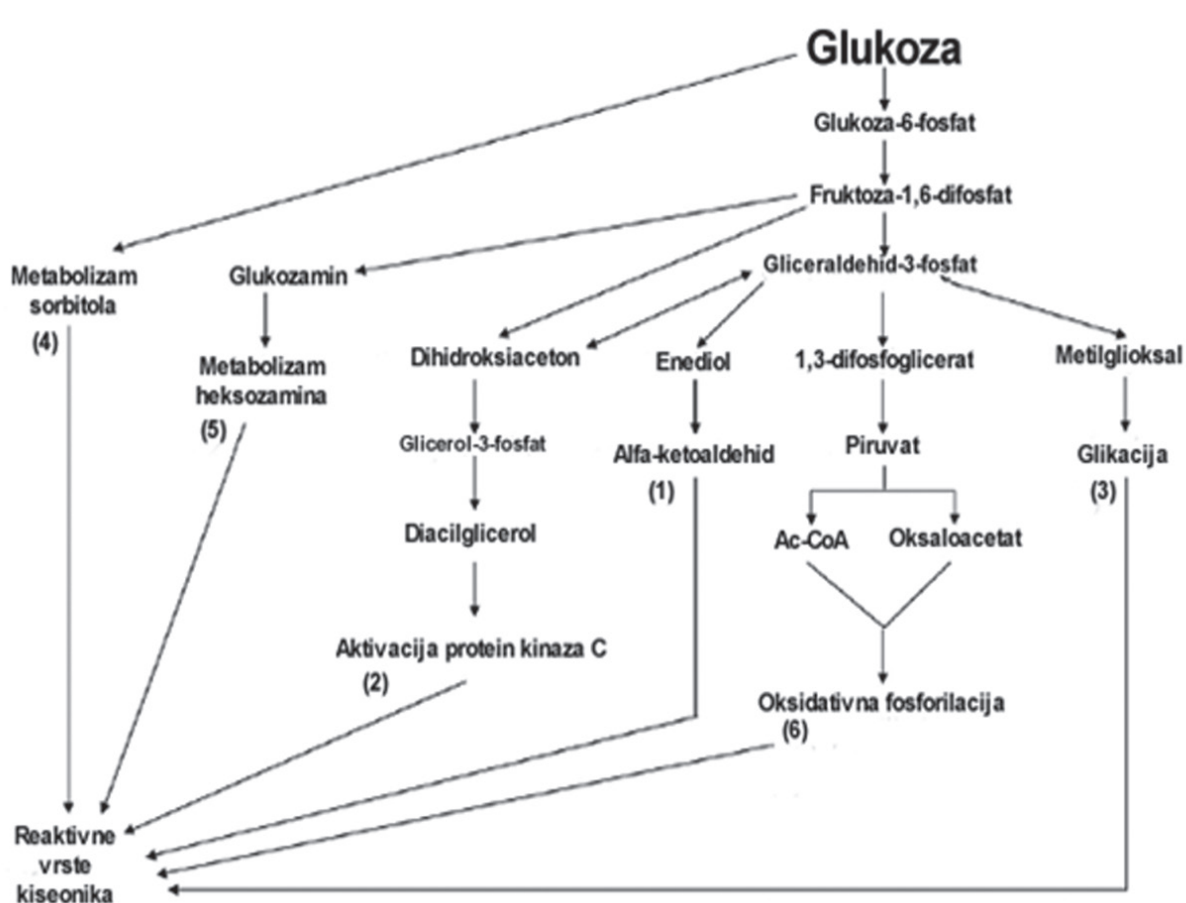 Glukoza
Glukoza-6-fosfat
Fruktoza-1,6-difosfat
Gliceraldehid-3-fosfat
Metabolizam
sorbitola
(4)
Glukozamin
Metabolizam
heksozamina
(5)
Dihidroksiaceton
Glicerol-3-fosfat
Diacilglicerol
Aktivacija protein kinaza C
(2)
Enediol
Alfa-ketoaldehid
(1)
1,3-difosfoglicerat
Piruvat
Ac-CoA
Oksaloacetat
Oksidativna fosforilacija
(6)
Metilglioksal
Glikacija
(3)
Reaktivne
vrste
kiseonika